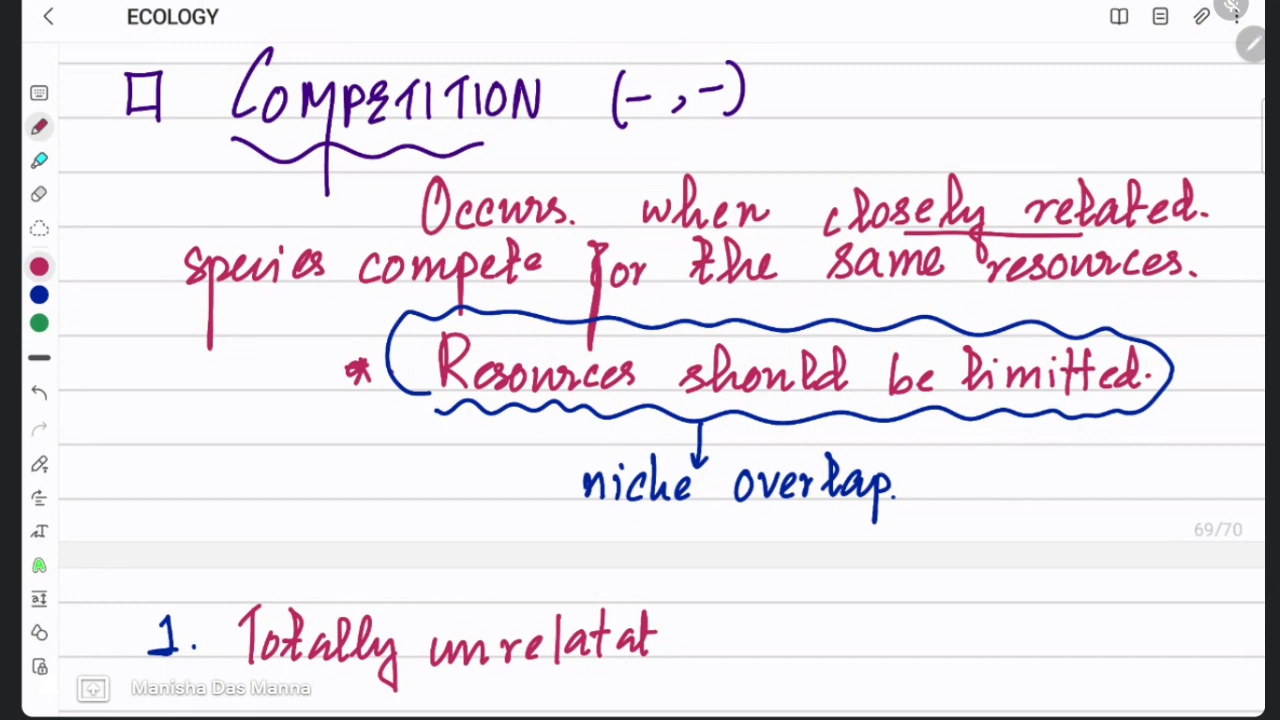 ECOLOGY
COMPETITION (-,-)
Occurs. when closely related.
species compete for the same resources.
* Resources should be limitted.
niche overlap.
69/70
1. Totally unrelatat
Manisha Das Manna